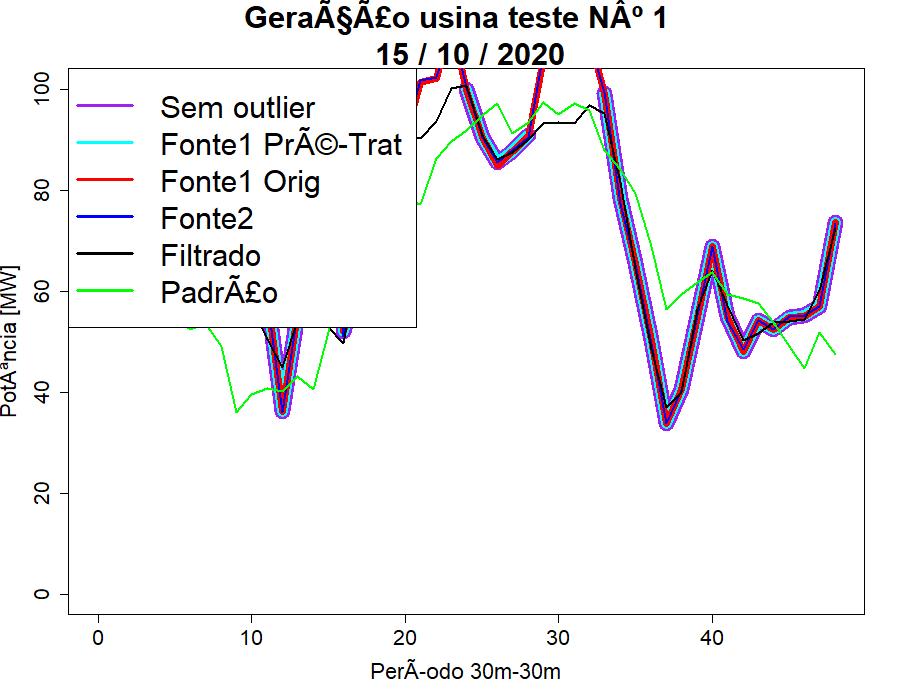 GeraÃ§Ã£o usina teste NÂº 1
15 / 10 / 2020
Sem outlier
Fonte1 PrÃ©-Trat
Fonte1 Orig
Fonte2
Filtrado
PadrÃ£o
PotÃªncia [MW]
100
80
60
40
20
0
0 10 20 30 40
PerÃ-odo 30m-30m